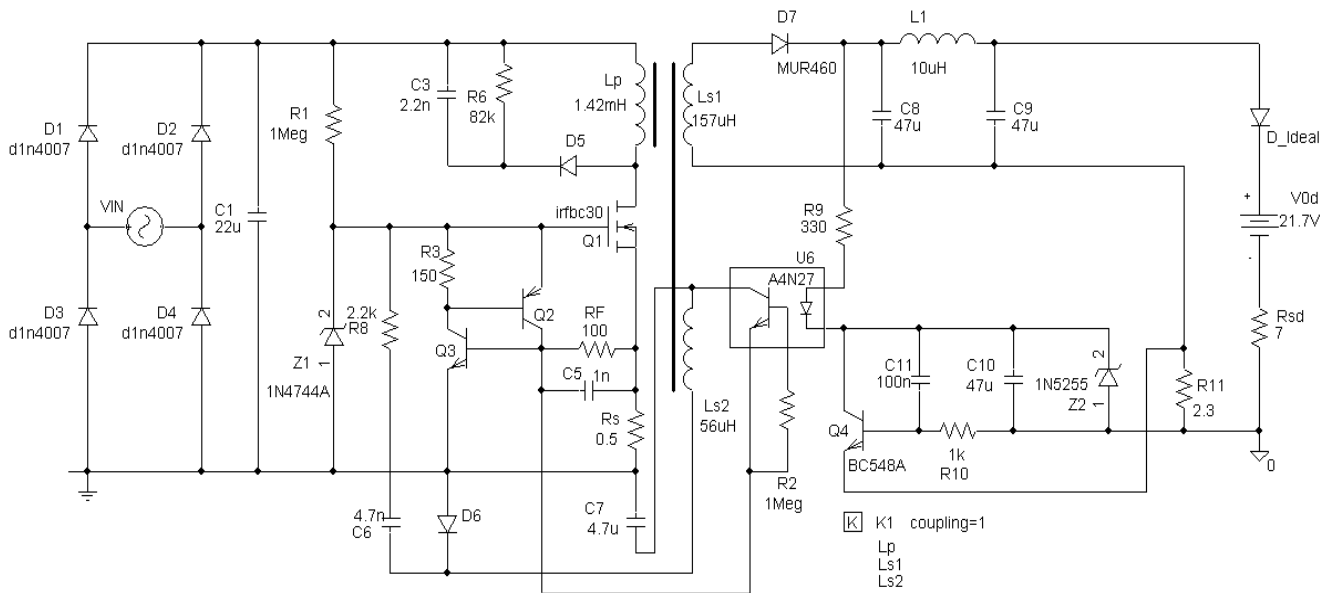 D7
L1
MUR460
10uH
C3
2.2n
R6
82k
Lp
1.42mH
Ls1
157uH
C8
47u
C9
47u
R1
1Meg
D1
d1n4007
D2
d1n4007
D_Ideal
D5
VIN
C1
22u
irfbc30
Q1
R9
330
+
V0d
21.7V
-
R3
150
U6
A4N27
D3
d1n4007
D4
d1n4007
2
Z1
1
1N4744A
2.2k
R8
Q2
RF
100
Rsd
7
Q3
C5
1n
C11
100n
C10
47u
2
1N5255
1
Z2
R11
2.3
Rs
0.5
Ls2
56uH
Q4
BC548A
1k
R10
0
R2
1Meg
4.7n
C6
D6
C7
4.7u
K K1 coupling=1
Lp
Ls1
Ls2